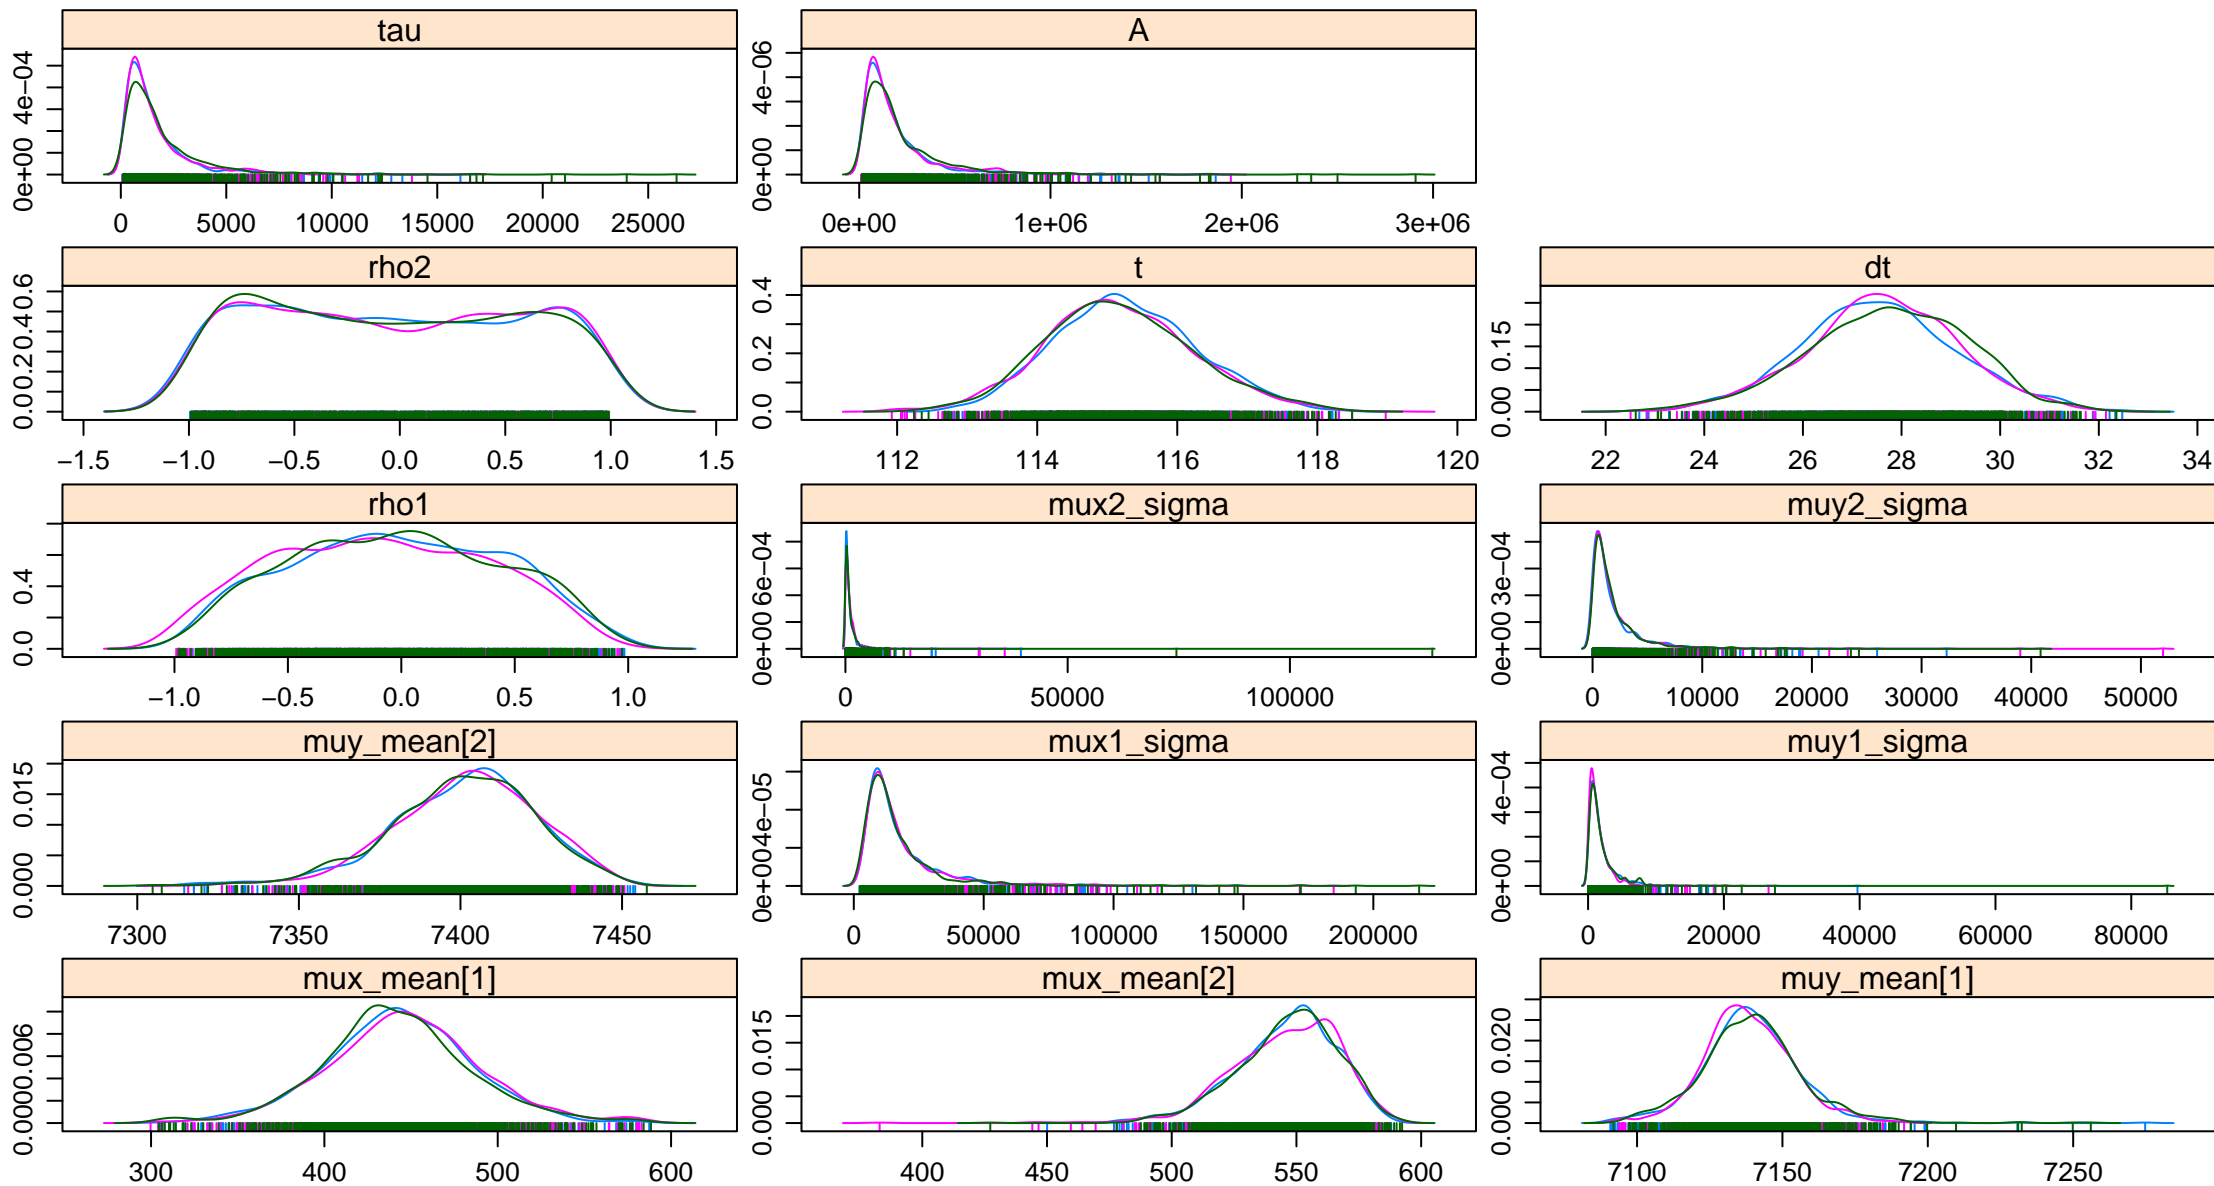 tau
A
0e+00 4e−04
0 5000 10000 15000 20000 25000
0e+00 4e−06
0e+00 1e+06 2e+06 3e+06
rho2
t
dt
0.0 0.2 0.4 0.6
−1.5 −1.0 −0.5 0.0 0.5 1.0 1.5
0.0 0.2 0.4
112 114 116 118 120
0.00 0.15
22 24 26 28 30 32 34
rho1
mux2_sigma
muy2_sigma
0.0 0.4
−1.0 −0.5 0.0 0.5 1.0
0e+00 6e−04
0 50000 100000
0e+00 3e−04
0 10000 20000 30000 40000 50000
muy_mean[2]
mux1_sigma
muy1_sigma
0.000 0.015
7300 7350 7400 7450
0e+00 4e−05
0 50000 100000 150000 200000
0e+00 4e−04
0 20000 40000 60000 80000
mux_mean[1]
mux_mean[2]
muy_mean[1]
0.000 0.006
300 400 500 600
0.000 0.015
400 450 500 550 600
0.000 0.020
7100 7150 7200 7250